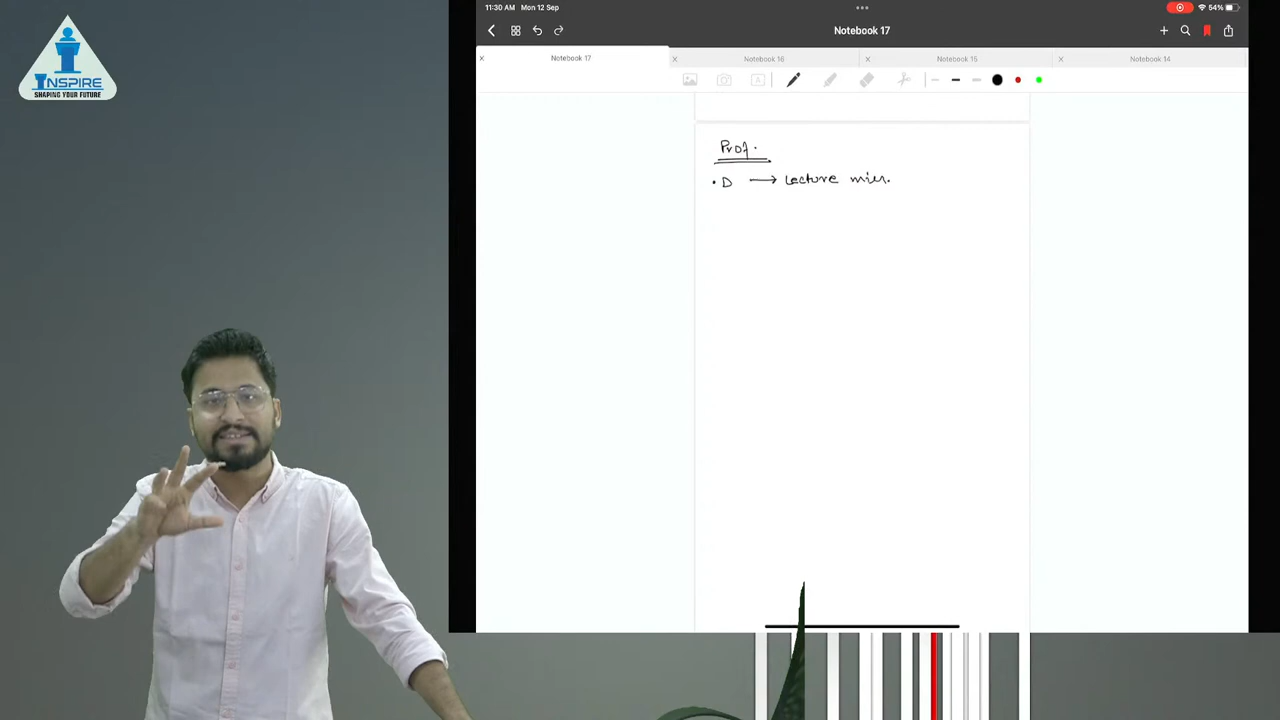 11:30 AM Mon 12 Sep
54%
Notebook 17
Notebook 17
Notebook 16
Notebook 15
Notebook 14
INSPIRE
SHAPING YOUR FUTURE
Prof.
• D → Lecture